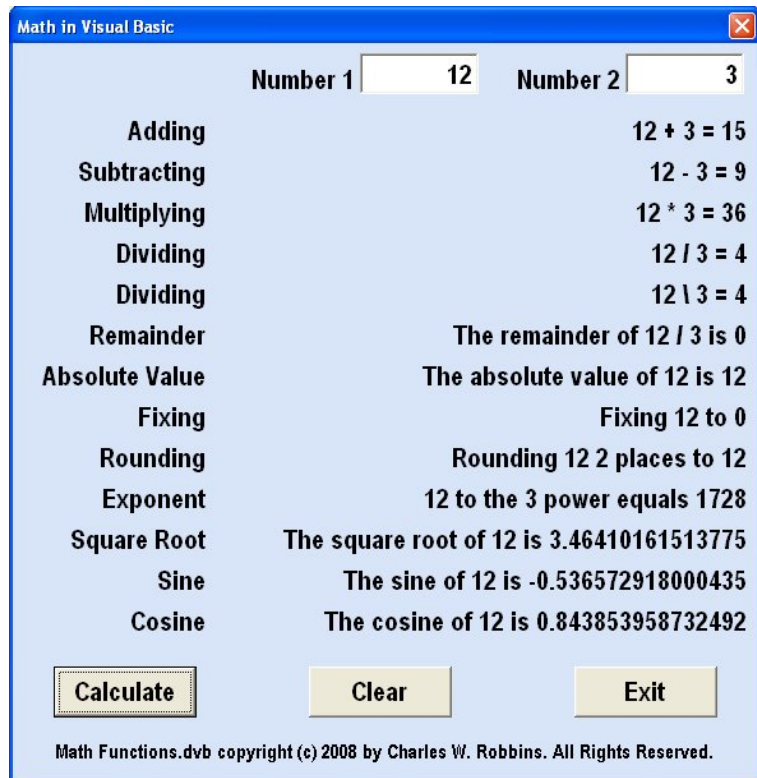 Math in Visual Basic
Number 1 12 Number 2 3
Adding 12 + 3 = 15
Subtracting 12 - 3 = 9
Multiplying 12 * 3 = 36
Dividing 12 / 3 = 4
Dividing 12 \ 3 = 4
Remainder The remainder of 12 / 3 is 0
Absolute Value The absolute value of 12 is 12
Fixing Fixing 12 to 0
Rounding Rounding 12 2 places to 12
Exponent 12 to the 3 power equals 1728
Square Root The square root of 12 is 3.46410161513775
Sine The sine of 12 is -0.536572918000435
Cosine The cosine of 12 is 0.843853958732492
Calculate Clear Exit
Math Functions.dvb copyright (c) 2008 by Charles W. Robbins. All Rights Reserved.